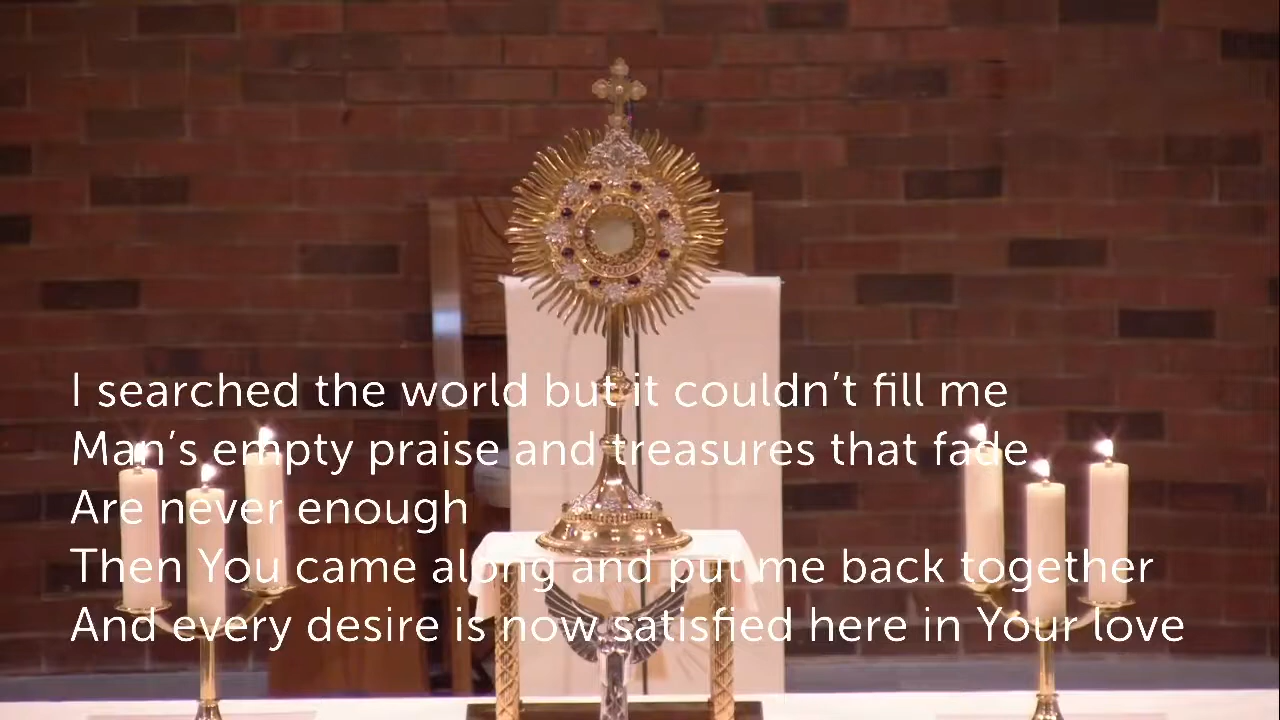 I searched the world but it couldn’t fill me
Man’s empty praise and treasures that fade
Are never enough
Then You came along and put me back together
And every desire is now satisfied here in Your love